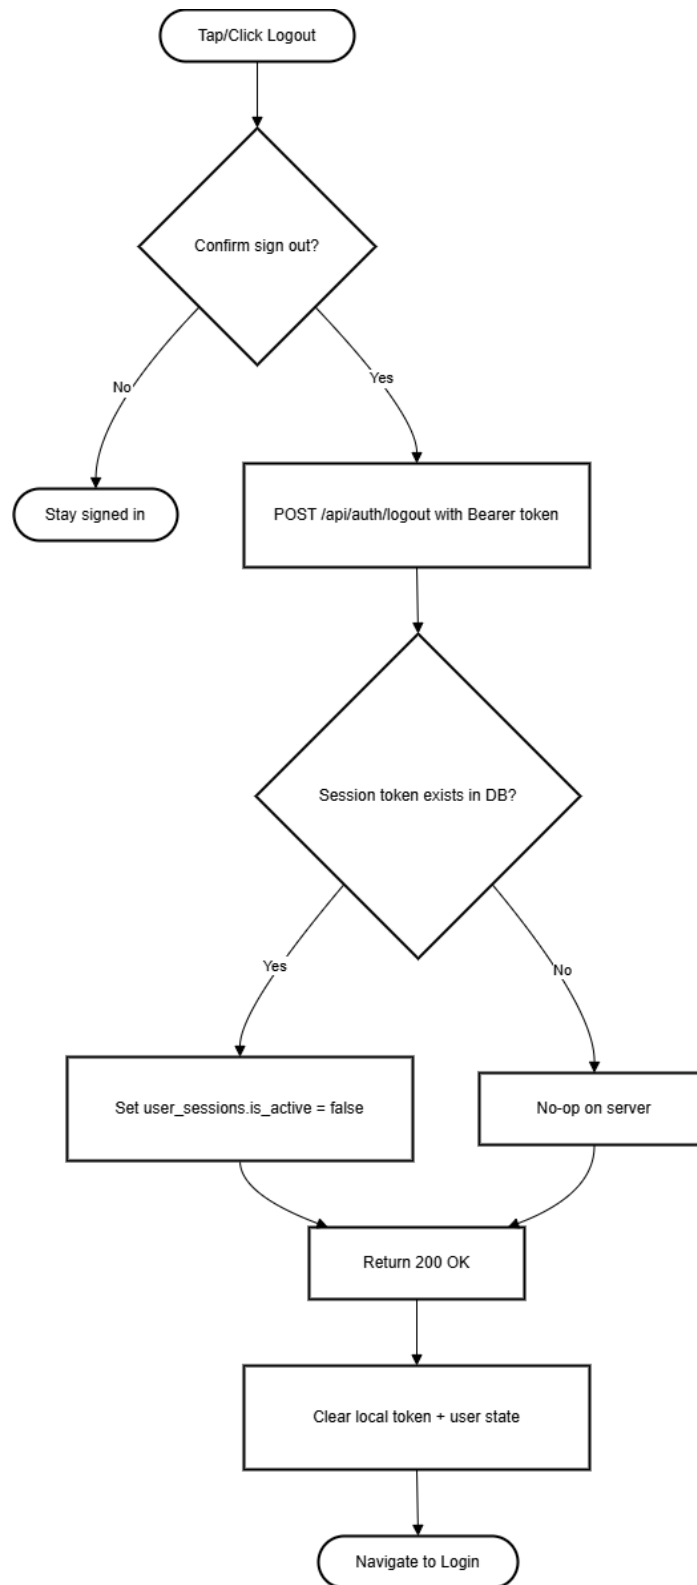 Tap/Click Logout
Confirm sign out?
No
Yes
Stay signed in
POST /api/auth/logout with Bearer token
Session token exists in DB?
Yes
No
Set user_sessions.is_active = false
No-op on server
Return 200 OK
Clear local token + user state
Navigate to Login